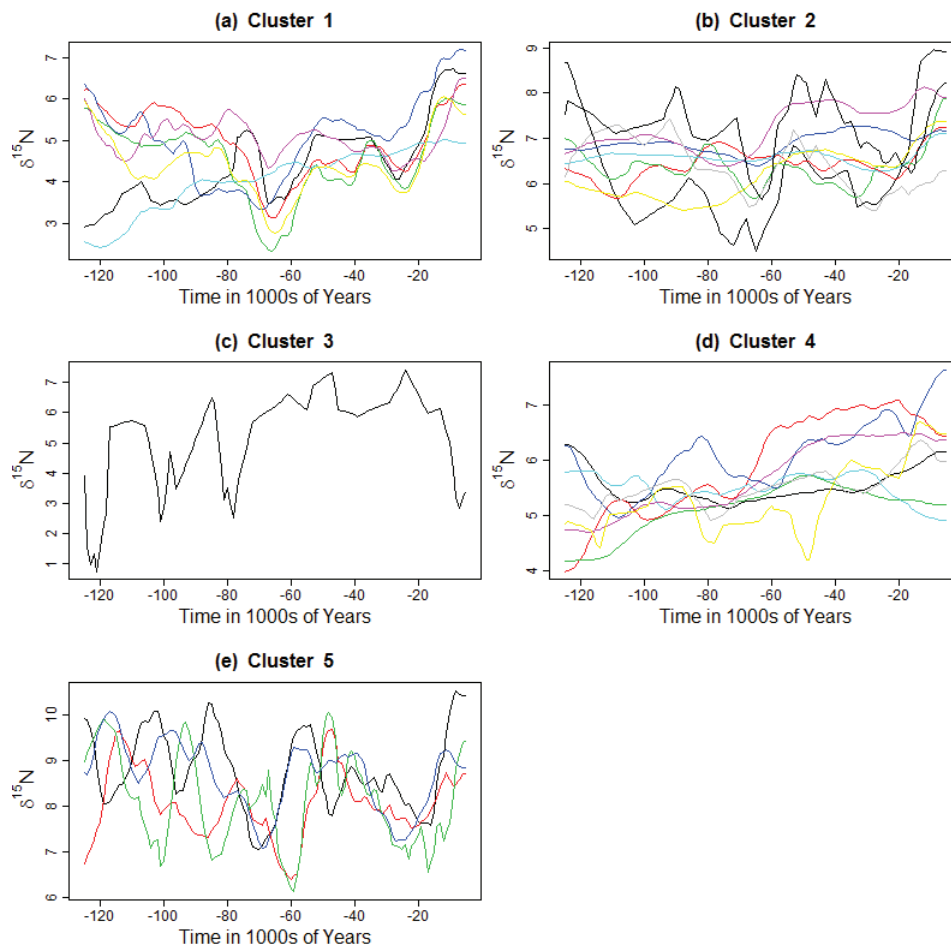 (a) Cluster 1
δ15N
7
6
5
4
3
-120 -100 -80 -60 -40 -20
Time in 1000s of Years
(b) Cluster 2
δ15N
9
8
7
6
5
-120 -100 -80 -60 -40 -20
Time in 1000s of Years
(c) Cluster 3
δ15N
7
6
5
4
3
2
1
-120 -100 -80 -60 -40 -20
Time in 1000s of Years
(d) Cluster 4
δ15N
7
6
5
4
-120 -100 -80 -60 -40 -20
Time in 1000s of Years
(e) Cluster 5
δ15N
10
9
8
7
6
-120 -100 -80 -60 -40 -20
Time in 1000s of Years